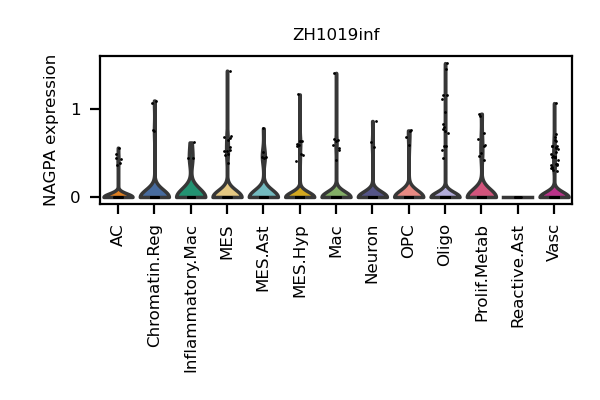 ZH1019inf
NAGPA expression
1
0
AC
Chromatin.Reg
Inflammatory.Mac
MES
MES.Ast
MES.Hyp
Mac
Neuron
OPC
Oligo
Prolif.Metab
Reactive.Ast
Vasc